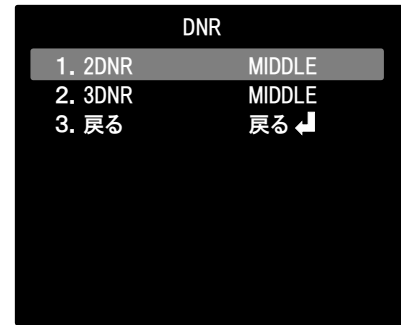 DNR
1. 2DNR MIDDLE
2. 3DNR MIDDLE
3. 戻る 戻る